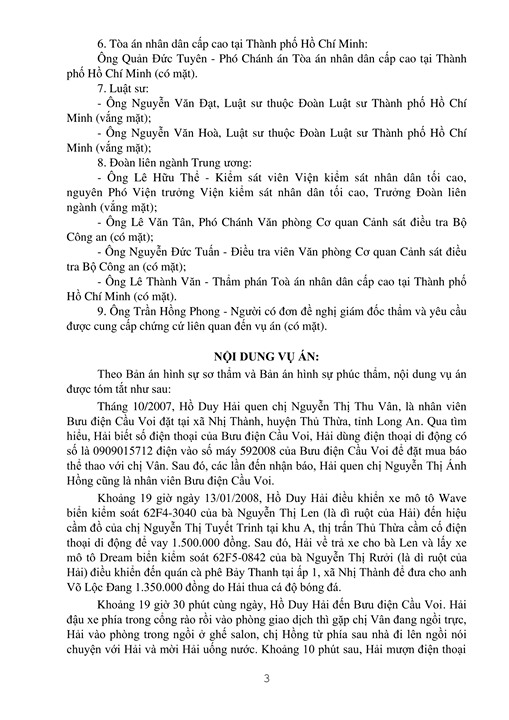 6. Tòa án nhân dân cấp cao tại Thành phố Hồ Chí Minh:
Ông Quản Đức Tuyên - Phó Chánh án Tòa án nhân dân cấp cao tại Thành
phố Hồ Chí Minh (có mặt).
7. Luật sư:
- Ông Nguyễn Văn Đạt, Luật sư thuộc Đoàn Luật sư Thành phố Hồ Chí
Minh (vắng mặt);
- Ông Nguyễn Văn Hoà, Luật sư thuộc Đoàn Luật sư Thành phố Hồ Chí
Minh (vắng mặt);
8. Đoàn liên ngành Trung ương:
- Ông Lê Hữu Thể - Kiểm sát viên Viện kiểm sát nhân dân tối cao,
nguyên Phó Viện trưởng Viện kiểm sát nhân dân tối cao, Trưởng Đoàn liên
ngành (vắng mặt);
- Ông Lê Văn Tân, Phó Chánh Văn phòng Cơ quan Cảnh sát điều tra Bộ
Công an (có mặt);
- Ông Nguyễn Đức Tuấn - Điều tra viên Văn phòng Cơ quan Cảnh sát điều
tra Bộ Công an (có mặt);
- Ông Lê Thành Văn - Thẩm phán Toà án nhân dân cấp cao tại Thành phố
Hồ Chí Minh (có mặt).
9. Ông Trần Hồng Phong - Người có đơn đề nghị giám đốc thẩm và yêu cầu
được cung cấp chứng cứ liên quan đến vụ án (có mặt).
NỘI DUNG VỤ ÁN:
Theo Bản án hình sự sơ thẩm và Bản án hình sự phúc thẩm, nội dung vụ án
được tóm tắt như sau:
Tháng 10/2007, Hồ Duy Hải quen chị Nguyễn Thị Thu Vân, là nhân viên
Bưu điện Cầu Voi đặt tại xã Nhị Thành, huyện Thủ Thừa, tỉnh Long An. Qua tìm
hiểu, Hải biết số điện thoại của Bưu điện Cầu Voi, Hải dùng điện thoại di động có
số là 0909015712 điện vào số máy 592008 của Bưu điện Cầu Voi để đặt mua báo
thể thao với chị Vân. Sau đó, các lần đến nhận báo, Hải quen chị Nguyễn Thị Ánh
Hồng cũng là nhân viên Bưu điện Cầu Voi.
Khoảng 19 giờ ngày 13/01/2008, Hồ Duy Hải điều khiển xe mô tô Wave
biển kiểm soát 62F4-3040 của bà Nguyễn Thị Len (là dì ruột của Hải) đến hiệu
cầm đồ của chị Nguyễn Thị Tuyết Trinh tại khu A, thị trấn Thủ Thừa cầm cố điện
thoại di động để vay 1.500.000 đồng. Sau đó, Hải về trả xe cho bà Len và lấy xe
mô tô Dream biển kiểm soát 62F5-0842 của bà Nguyễn Thị Rưởi (là dì ruột của
Hải) điều khiển đến quán cà phê Bảy Thanh tại ấp 1, xã Nhị Thành để đưa cho anh
Võ Lộc Đang 1.350.000 đồng do Hải thua cá độ bóng đá.
Khoảng 19 giờ 30 phút cùng ngày, Hồ Duy Hải đến Bưu điện Cầu Voi. Hải
đậu xe phía trong cổng rào rồi vào phòng giao dịch thì gặp chị Vân đang ngồi trực,
Hải vào phòng trong ngồi ở ghế salon, chị Hồng từ phía sau nhà đi lên ngồi nói
chuyện với Hải và mời Hải uống nước. Khoảng 10 phút sau, Hải mượn điện thoại
3